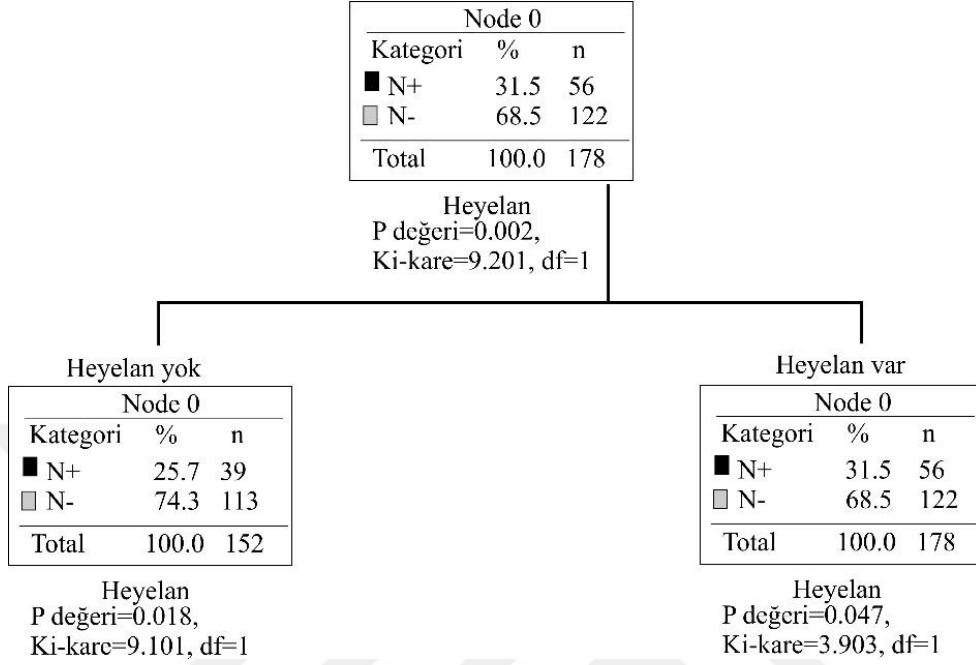 Node 0
Kategori % n
N+ 31.5 56
N- 68.5 122
Total 100.0 178
Heyelan
P değeri=0.002,
Ki-kare=9.201, df=1
Heyelan yok
Node 0
Kategori % n
N+ 25.7 39
N- 74.3 113
Total 100.0 152
Heyelan
P değeri=0.018,
Ki-kare=9.101, df=1
Heyelan var
Node 0
Kategori % n
N+ 31.5 56
N- 68.5 122
Total 100.0 178
Heyelan
P değeri=0.047,
Ki-kare=3.903, df=1